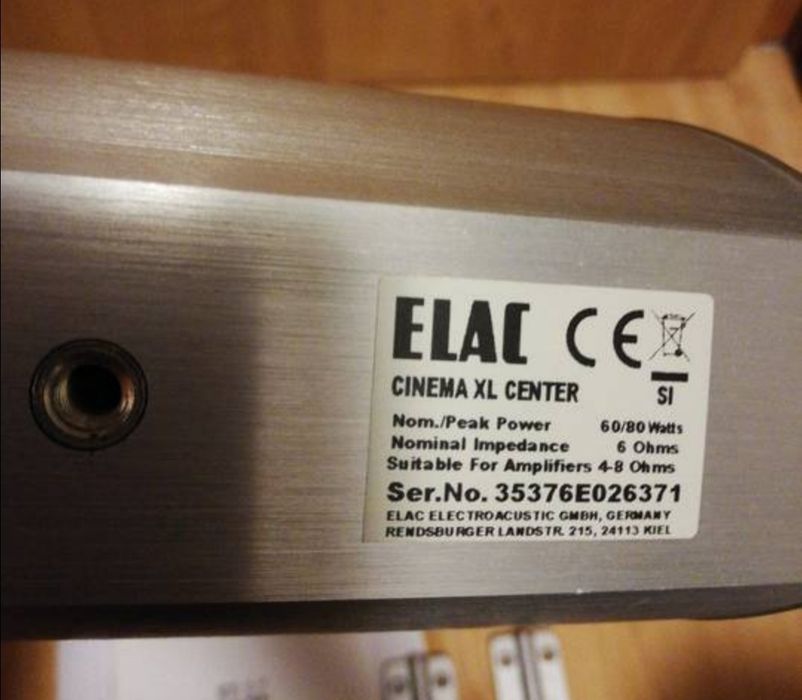 ELAC CE
CINEMA XL CENTER SI
Nom./Peak Power 60/80 Watts
Nominal Impedance 6 Ohms
Suitable For Amplifiers 4-8 Ohms
Ser.No. 35376E026371
ELAC ELECTROACUSTIC GMBH, GERMANY
RENDSBURGER LANDSTR. 215, 24113 KIEL